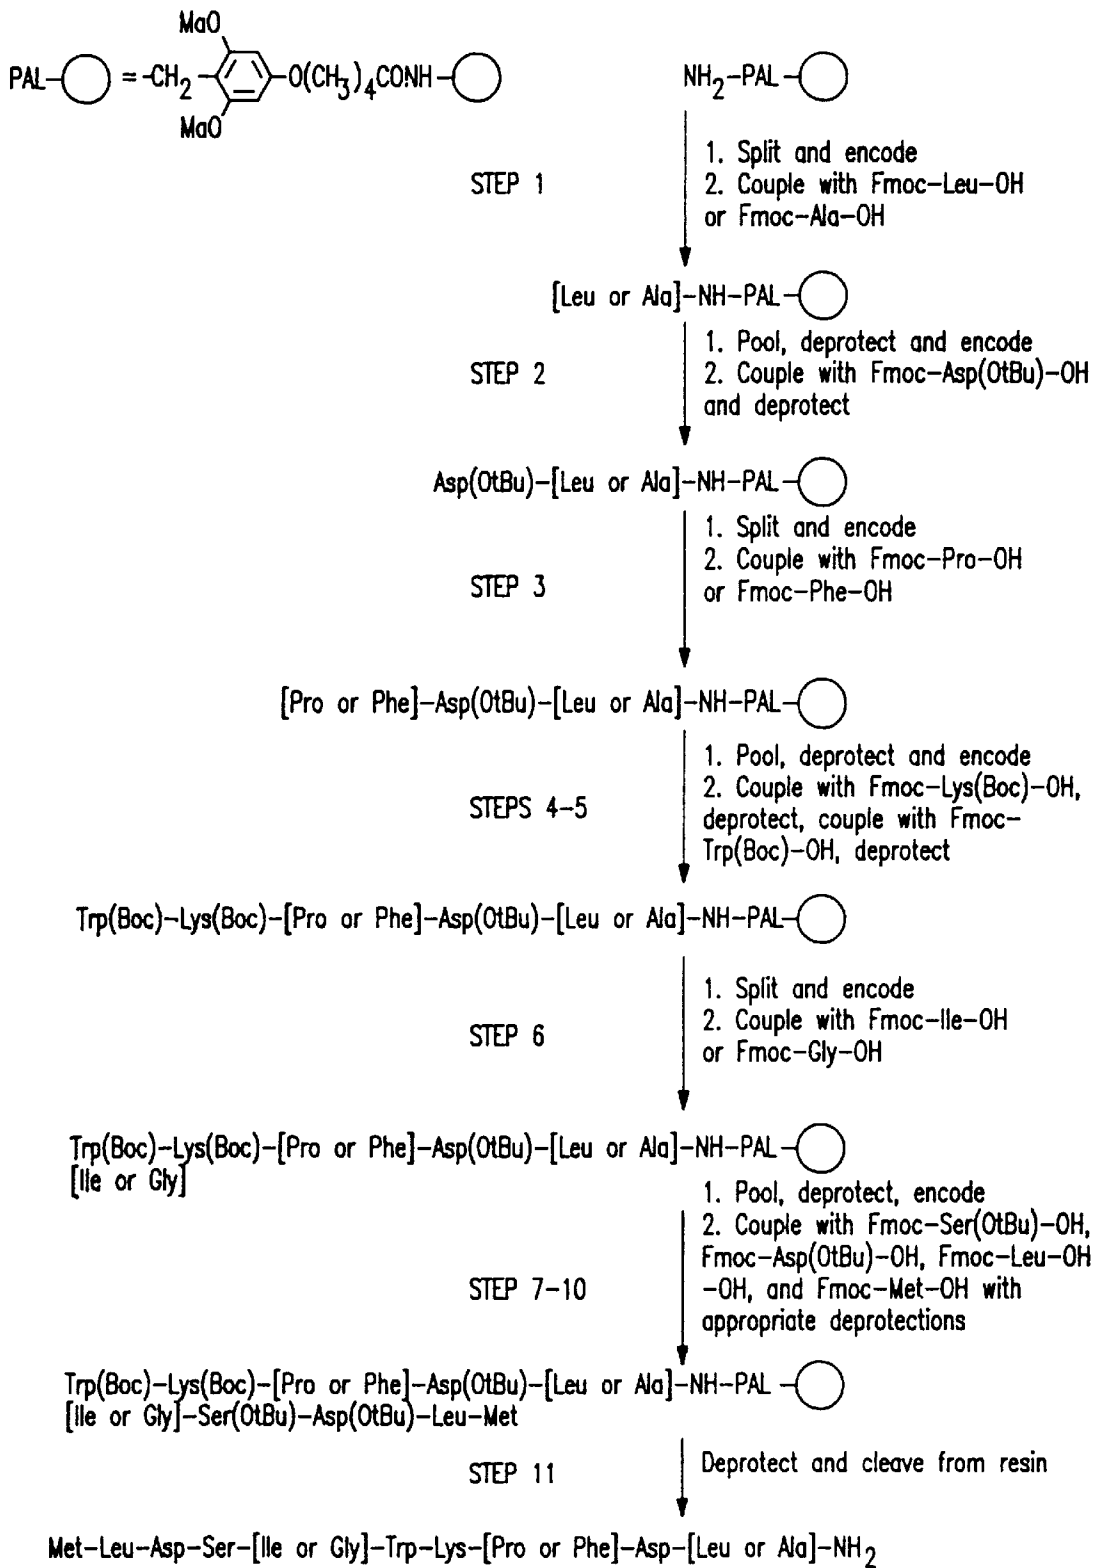 MaO
PAL-○ = -CH2-
-O(CH3)4CONH-○
MaO
NH2-PAL-○
STEP 1
1. Split and encode
2. Couple with Fmoc-Leu-OH
or Fmoc-Ala-OH
[Leu or Ala]-NH-PAL-○
STEP 2
1. Pool, deprotect and encode
2. Couple with Fmoc-Asp(OtBu)-OH
and deprotect
Asp(OtBu)-[Leu or Ala]-NH-PAL-○
STEP 3
1. Split and encode
2. Couple with Fmoc-Pro-OH
or Fmoc-Phe-OH
[Pro or Phe]-Asp(OtBu)-[Leu or Ala]-NH-PAL-○
STEPS 4-5
1. Pool, deprotect and encode
2. Couple with Fmoc-Lys(Boc)-OH,
deprotect, couple with Fmoc-
Trp(Boc)-OH, deprotect
Trp(Boc)-Lys(Boc)-[Pro or Phe]-Asp(OtBu)-[Leu or Ala]-NH-PAL-○
STEP 6
1. Split and encode
2. Couple with Fmoc-Ile-OH
or Fmoc-Gly-OH
Trp(Boc)-Lys(Boc)-[Pro or Phe]-Asp(OtBu)-[Leu or Ala]-NH-PAL-○
[Ile or Gly]
STEP 7-10
1. Pool, deprotect, encode
2. Couple with Fmoc-Ser(OtBu)-OH,
Fmoc-Asp(OtBu)-OH, Fmoc-Leu-OH
-OH, and Fmoc-Met-OH with
appropriate deprotections
Trp(Boc)-Lys(Boc)-[Pro or Phe]-Asp(OtBu)-[Leu or Ala]-NH-PAL-○
[Ile or Gly]-Ser(OtBu)-Asp(OtBu)-Leu-Met
STEP 11
Deprotect and cleave from resin
Met-Leu-Asp-Ser-[Ile or Gly]-Trp-Lys-[Pro or Phe]-Asp-[Leu or Ala]-NH2